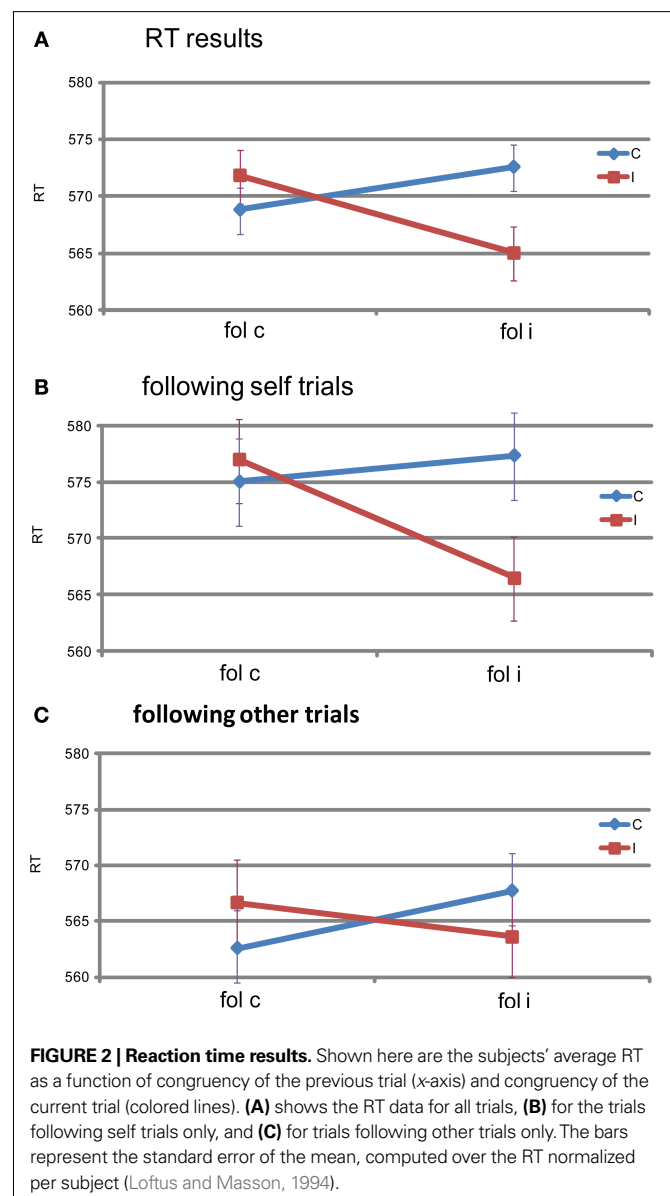 A RT results
580
575
570
565
560
RT
C
I
fol c fol i
B following self trials
580
575
570
565
560
RT
C
I
fol c fol i
C following other trials
580
575
570
565
560
RT
C
I
fol c fol i
FIGURE 2 | Reaction time results. Shown here are the subjects' average RT
as a function of congruency of the previous trial (x-axis) and congruency of the
current trial (colored lines). (A) shows the RT data for all trials, (B) for the trials
following self trials only, and (C) for trials following other trials only. The bars
represent the standard error of the mean, computed over the RT normalized
per subject (Loftus and Masson, 1994).